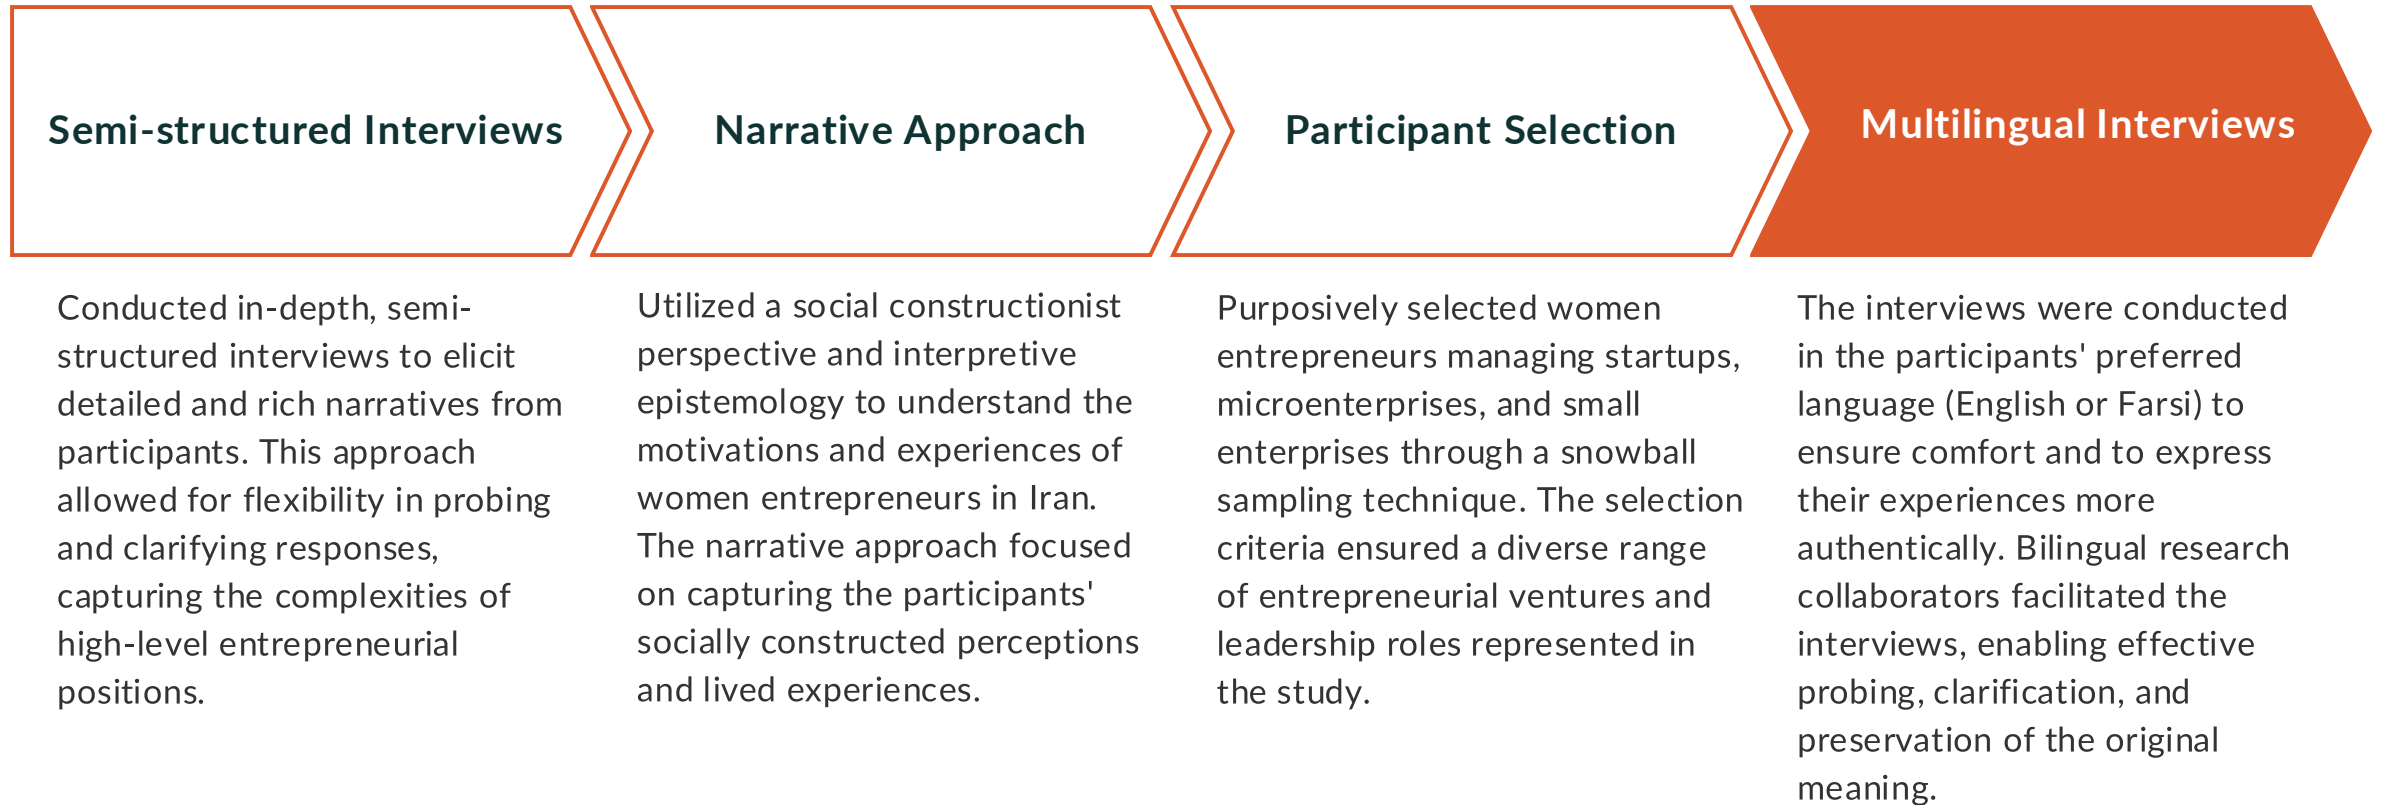 Semi-structured Interviews
Conducted in-depth, semi-
structured interviews to elicit
detailed and rich narratives from
participants. This approach
allowed for flexibility in probing
and clarifying responses,
capturing the complexities of
high-level entrepreneurial
positions.
Narrative Approach
Utilized a social constructionist
perspective and interpretive
epistemology to understand the
motivations and experiences of
women entrepreneurs in Iran.
The narrative approach focused
on capturing the participants'
socially constructed perceptions
and lived experiences.
Participant Selection
Purposively selected women
entrepreneurs managing startups,
microenterprises, and small
enterprises through a snowball
sampling technique. The selection
criteria ensured a diverse range
of entrepreneurial ventures and
leadership roles represented in
the study.
Multilingual Interviews
The interviews were conducted
in the participants' preferred
language (English or Farsi) to
ensure comfort and to express
their experiences more
authentically. Bilingual research
collaborators facilitated the
interviews, enabling effective
probing, clarification, and
preservation of the original
meaning.